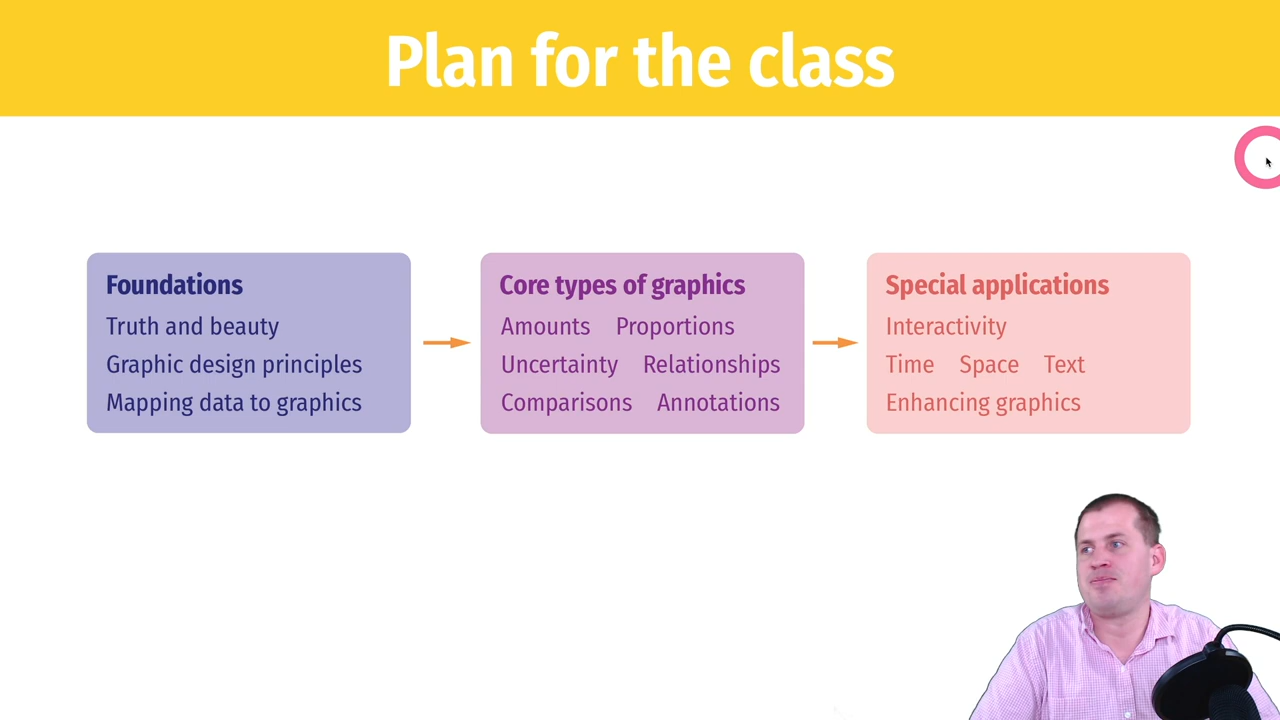 Plan for the class
Foundations
Truth and beauty
Graphic design principles
Mapping data to graphics
Core types of graphics
Amounts Proportions
Uncertainty Relationships
Comparisons Annotations
Special applications
Interactivity
Time Space Text
Enhancing graphics